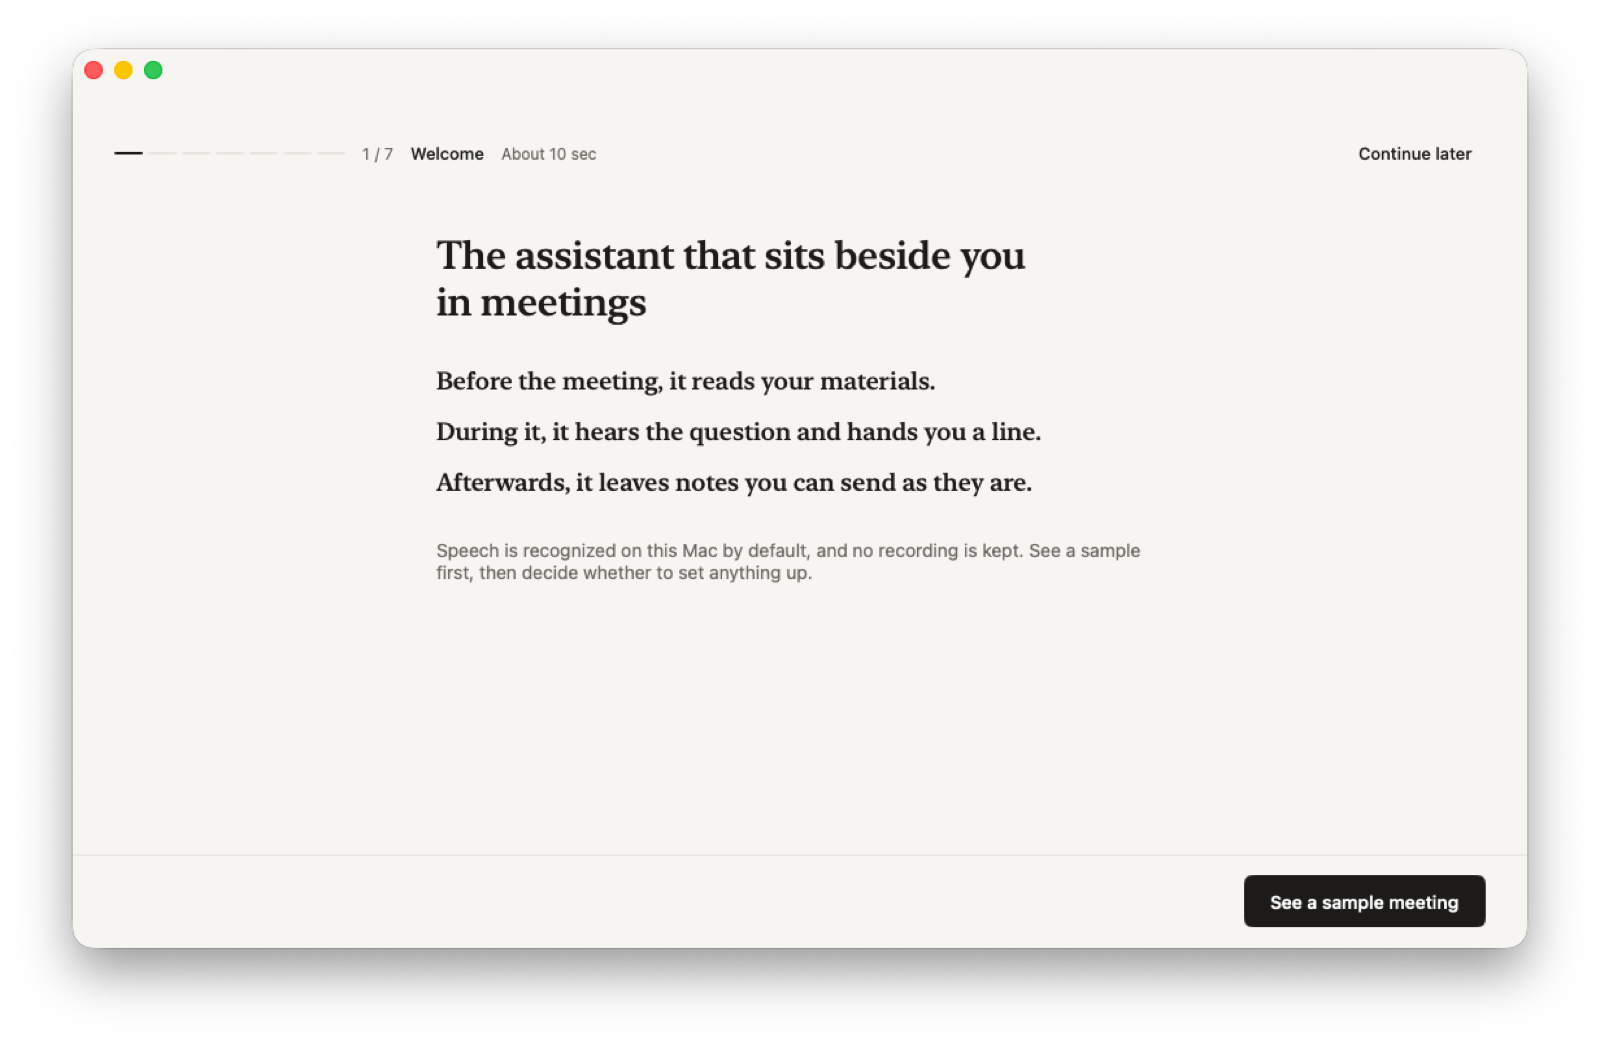 1 / 7 Welcome About 10 sec
Continue later
The assistant that sits beside you
in meetings
Before the meeting, it reads your materials.
During it, it hears the question and hands you a line.
Afterwards, it leaves notes you can send as they are.
Speech is recognized on this Mac by default, and no recording is kept. See a sample
first, then decide whether to set anything up.
See a sample meeting